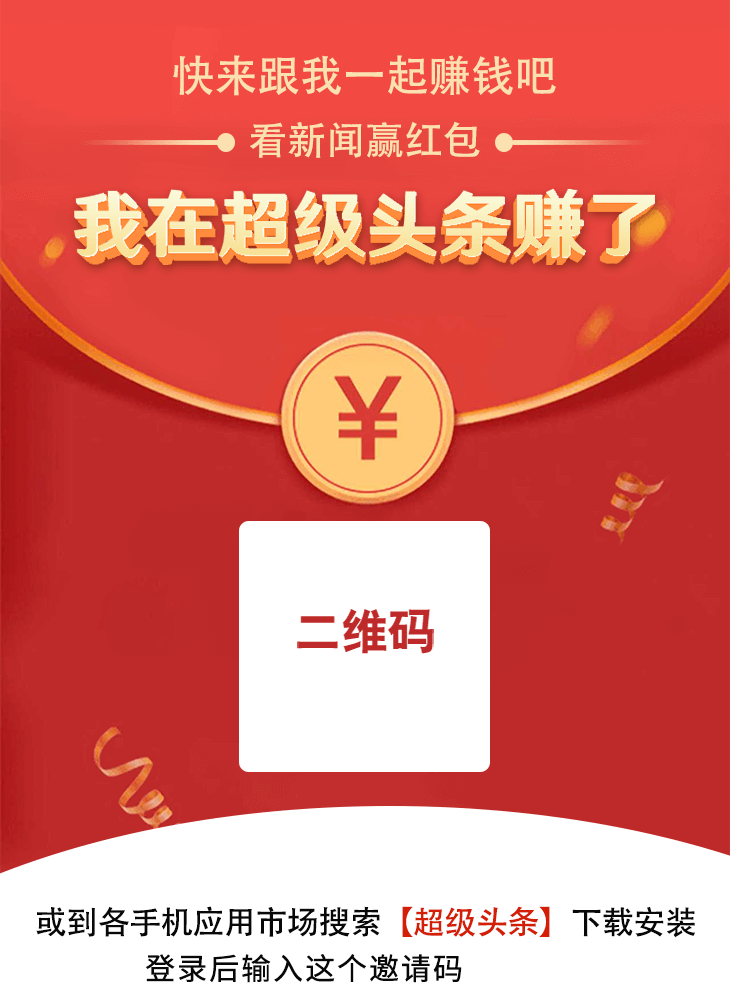 快来跟我一起赚钱吧
看新闻赢红包
我在超级头条赚了
¥
二维码
或到各手机应用市场搜索【超级头条】下载安装
登录后输入这个邀请码